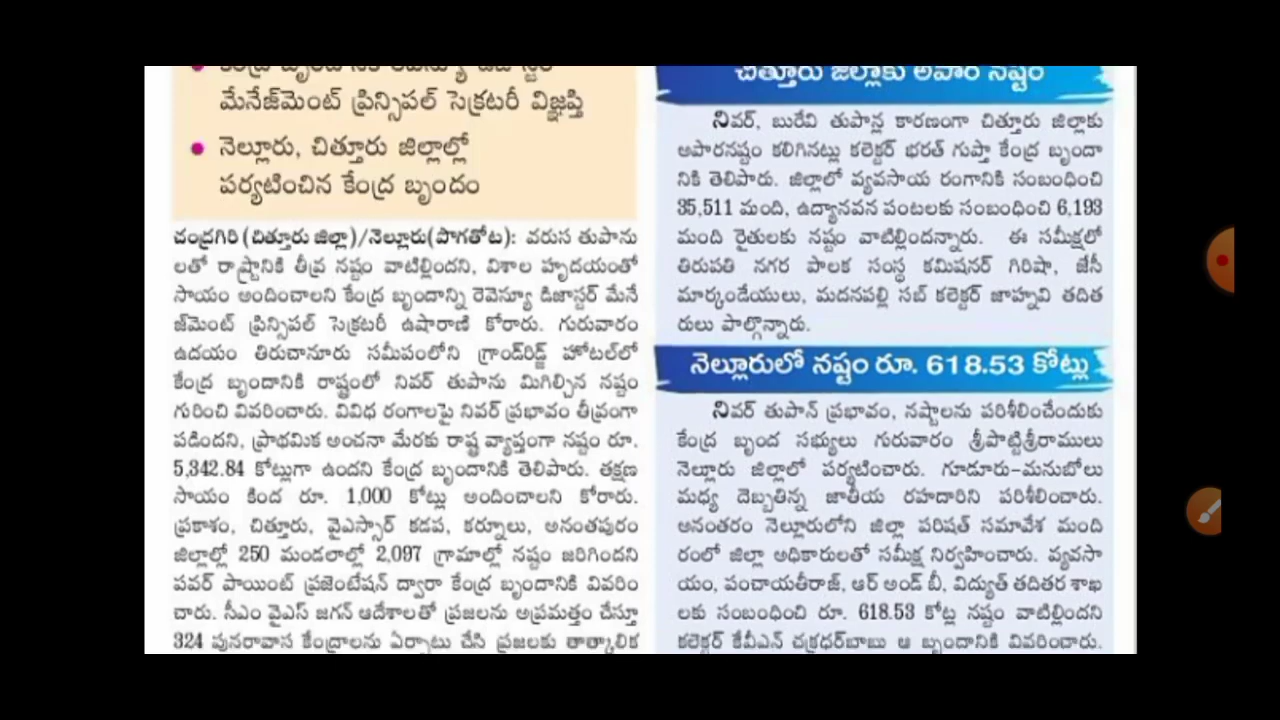 మేనేజ్‌మెంట్ ప్రిన్సిపల్ సెక్రటరీ విజ్ఞప్తి
నెల్లూరు, చిత్తూరు జిల్లాల్లో
పర్యటించిన కేంద్ర బృందం
చంద్రగిరి (చిత్తూరు జిల్లా)/నెల్లూరు(పొగతోట): వరుస తుపాను
లతో రాష్ట్రానికి తీవ్ర నష్టం వాటిల్లిందని, విశాల హృదయంతో
సాయం అందించాలని కేంద్ర బృందాన్ని రెవెన్యూ డిజాస్టర్ మేనే
జ్‌మెంట్ ప్రిన్సిపల్ సెక్రటరీ ఉషారాణి కోరారు. గురువారం
ఉదయం తిరుచానూరు సమీపంలోని గ్రాండ్‌రిడ్జ్ హోటల్‌లో
కేంద్ర బృందానికి రాష్ట్రంలో నివర్ తుపాను మిగిల్చిన నష్టం
గురించి వివరించారు. వివిధ రంగాలపై నివర్ ప్రభావం తీవ్రంగా
పడిందని, ప్రాథమిక అంచనా మేరకు రాష్ట్ర వ్యాప్తంగా నష్టం రూ.
5,342.84 కోట్లుగా ఉందని కేంద్ర బృందానికి తెలిపారు. తక్షణ
సాయం కింద రూ. 1,000 కోట్లు అందించాలని కోరారు.
ప్రకాశం, చిత్తూరు, వైఎస్సార్ కడప, కర్నూలు, అనంతపురం
జిల్లాల్లో 250 మండలాల్లో 2,097 గ్రామాల్లో నష్టం జరిగిందని
పవర్ పాయింట్ ప్రజెంటేషన్ ద్వారా కేంద్ర బృందానికి వివరిం
చారు. సీఎం వైఎస్ జగన్ ఆదేశాలతో ప్రజలను అప్రమత్తం చేస్తూ
324 పునరావాస కేంద్రాలను ఏర్పాటు చేసి ప్రజలకు తాత్కాలిక
చిత్తూరు జిల్లాకు అపార నష్టం
నివర్, బురేవి తుపాన్ల కారణంగా చిత్తూరు జిల్లాకు
అపారనష్టం కలిగినట్లు కలెక్టర్ భరత్ గుప్తా కేంద్ర బృందా
నికి తెలిపారు. జిల్లాలో వ్యవసాయ రంగానికి సంబంధించి
35,511 మంది, ఉద్యానవన పంటలకు సంబంధించి 6,193
మంది రైతులకు నష్టం వాటిల్లిందన్నారు. ఈ సమీక్షలో
తిరుపతి నగర పాలక సంస్థ కమిషనర్ గిరిషా, జేసీ
మార్కండేయులు, మదనపల్లి సబ్ కలెక్టర్ జాహ్నవి తదిత
రులు పాల్గొన్నారు.
నెల్లూరులో నష్టం రూ. 618.53 కోట్లు
నివర్ తుపాన్ ప్రభావం, నష్టాలను పరిశీలించేందుకు
కేంద్ర బృంద సభ్యులు గురువారం శ్రీపొట్టిశ్రీరాములు
నెల్లూరు జిల్లాలో పర్యటించారు. గూడూరు–మనుబోలు
మధ్య దెబ్బతిన్న జాతీయ రహదారిని పరిశీలించారు.
అనంతరం నెల్లూరులోని జిల్లా పరిషత్ సమావేశ మంది
రంలో జిల్లా అధికారులతో సమీక్ష నిర్వహించారు. వ్యవసా
యం, పంచాయతీరాజ్, ఆర్ అండ్ బీ, విద్యుత్ తదితర శాఖ
లకు సంబంధించి రూ. 618.53 కోట్ల నష్టం వాటిల్లిందని
కలెక్టర్ కేవీఎన్ చక్రధర్‌బాబు ఆ బృందానికి వివరించారు.